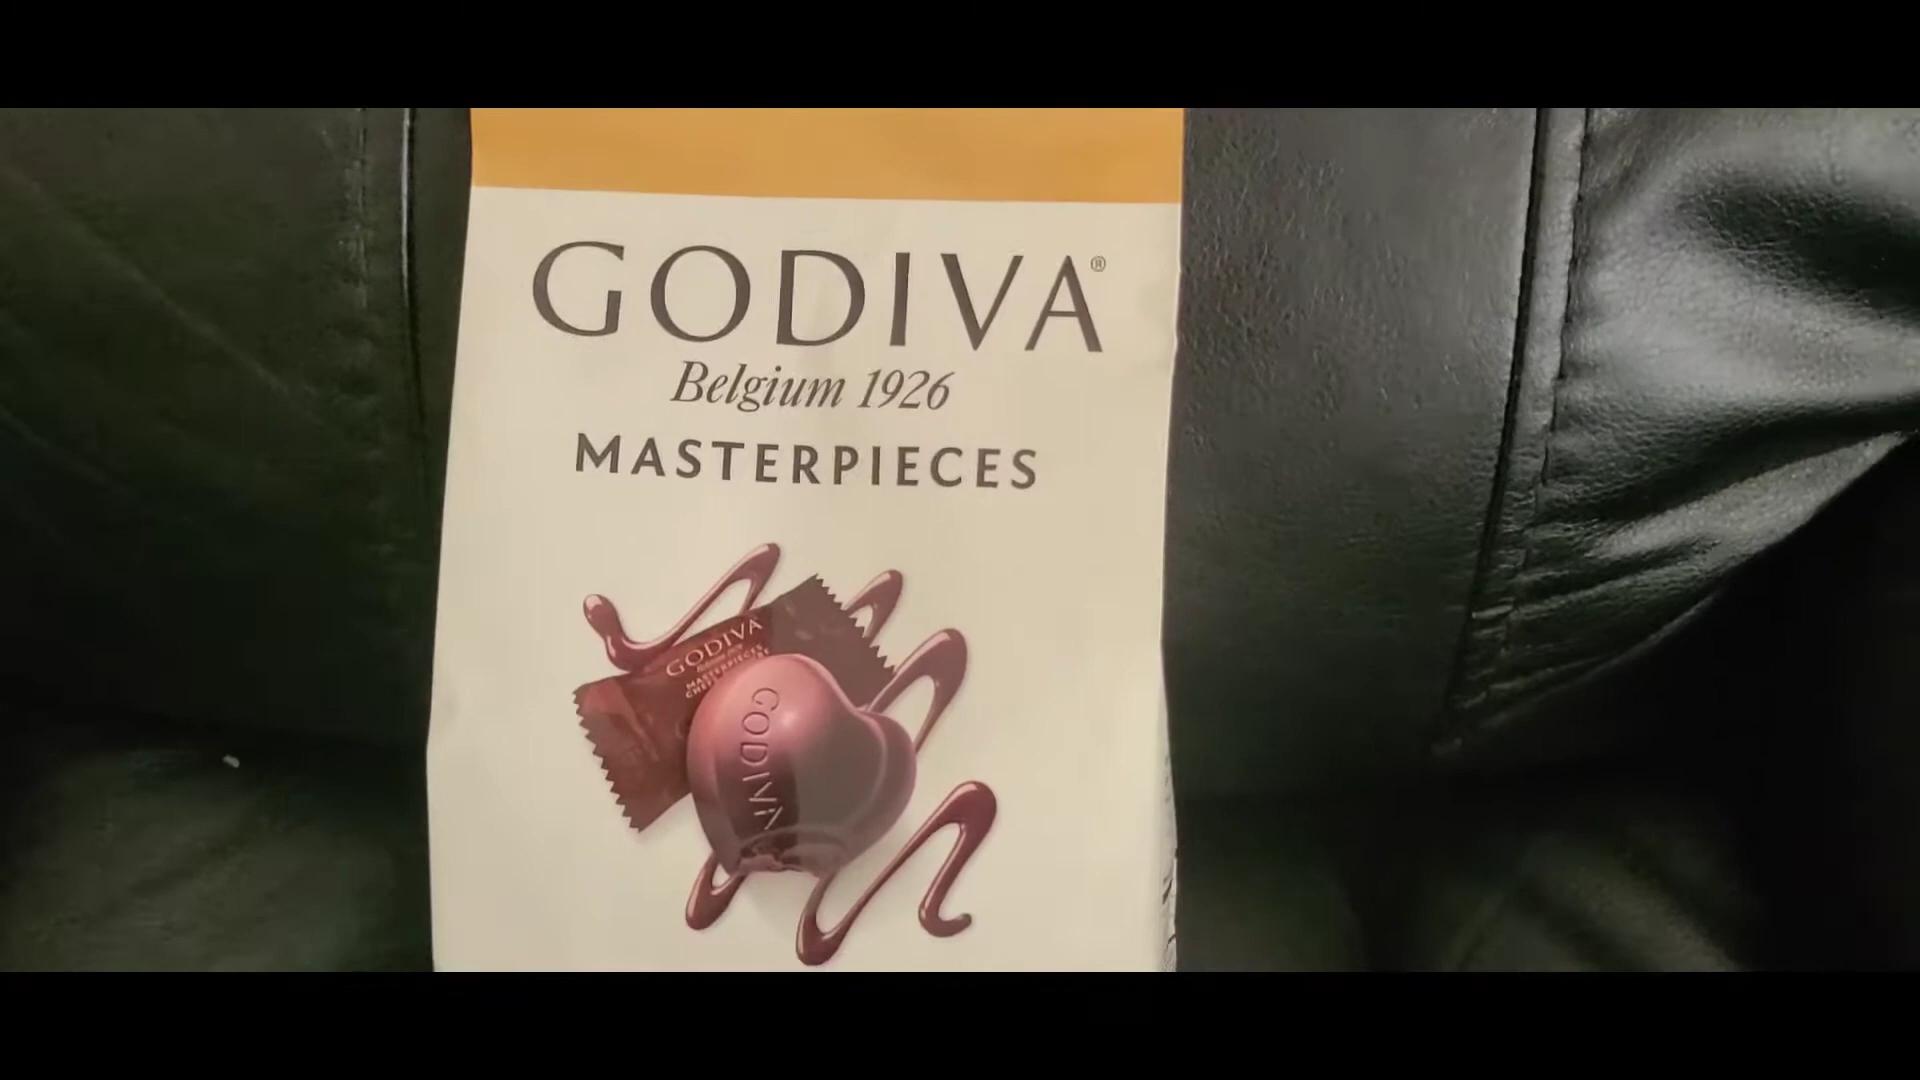 GODIVA®
Belgium 1926
MASTERPIECES
GODIVA
MASTERPIECES
GODIVA